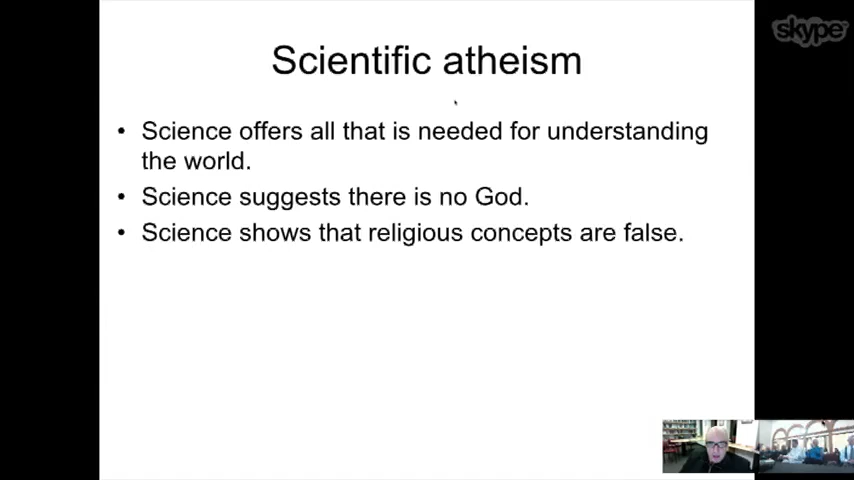 skype
Scientific atheism
• Science offers all that is needed for understanding
the world.
• Science suggests there is no God.
• Science shows that religious concepts are false.